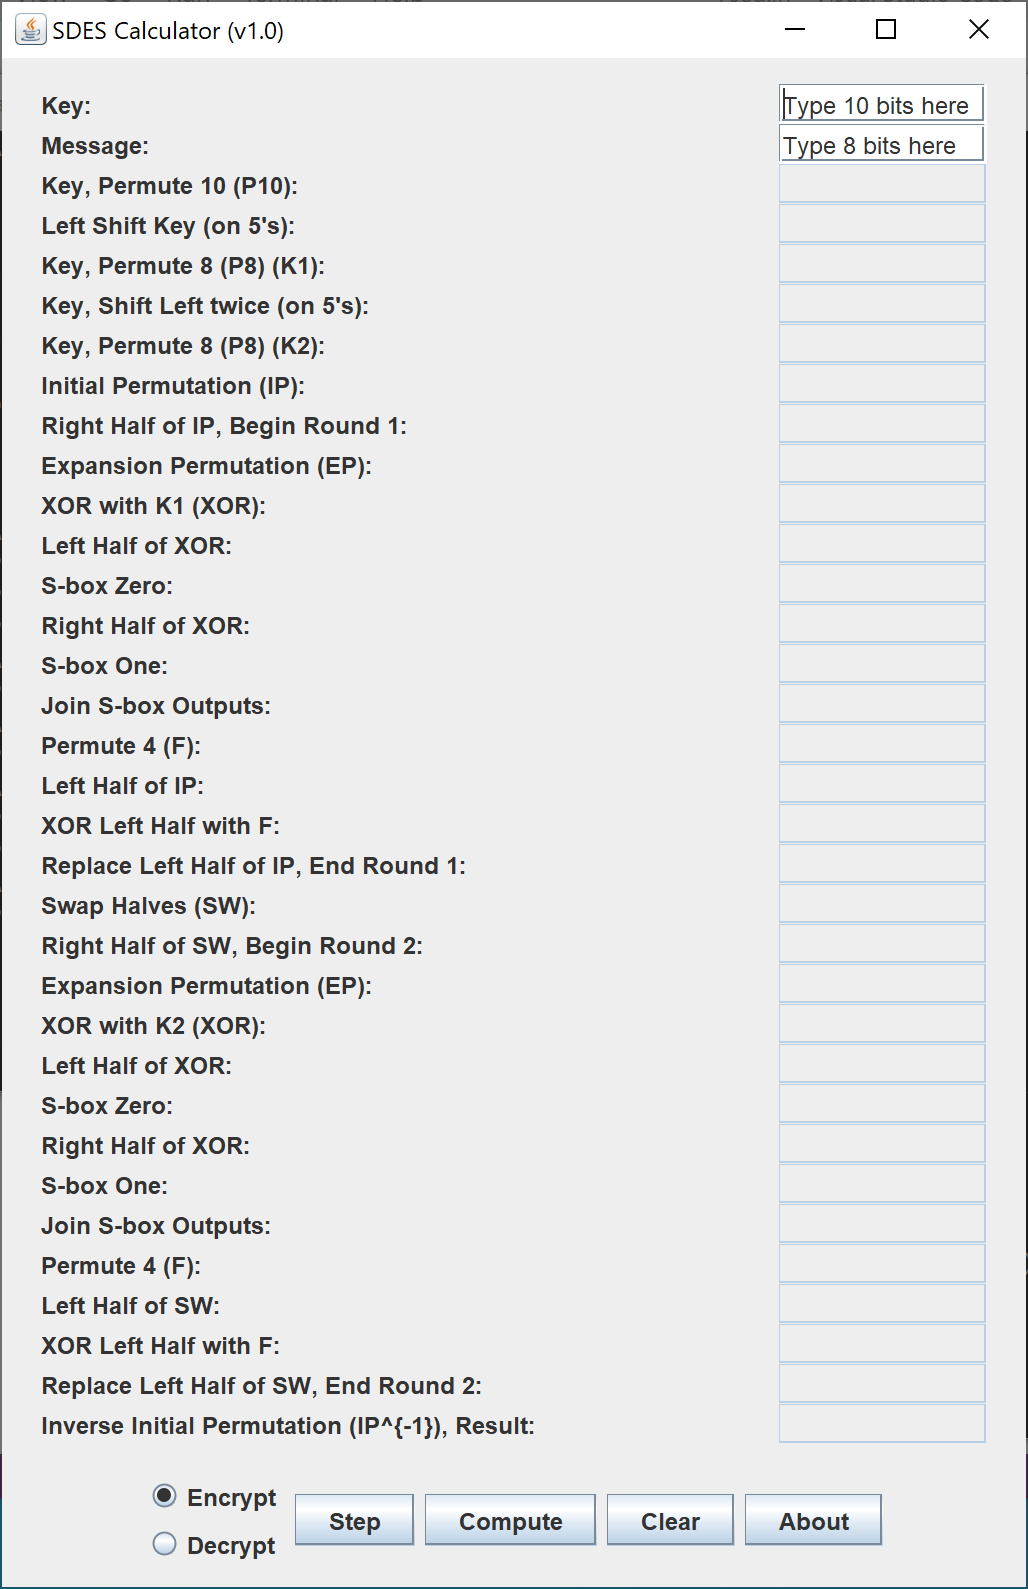 SDES Calculator (v1.0)
Key: Type 10 bits here
Message: Type 8 bits here
Key, Permute 10 (P10):
Left Shift Key (on 5's):
Key, Permute 8 (P8) (K1):
Key, Shift Left twice (on 5's):
Key, Permute 8 (P8) (K2):
Initial Permutation (IP):
Right Half of IP, Begin Round 1:
Expansion Permutation (EP):
XOR with K1 (XOR):
Left Half of XOR:
S-box Zero:
Right Half of XOR:
S-box One:
Join S-box Outputs:
Permute 4 (F):
Left Half of IP:
XOR Left Half with F:
Replace Left Half of IP, End Round 1:
Swap Halves (SW):
Right Half of SW, Begin Round 2:
Expansion Permutation (EP):
XOR with K2 (XOR):
Left Half of XOR:
S-box Zero:
Right Half of XOR:
S-box One:
Join S-box Outputs:
Permute 4 (F):
Left Half of SW:
XOR Left Half with F:
Replace Left Half of SW, End Round 2:
Inverse Initial Permutation (IP^{-1}), Result:
Encrypt
Decrypt
Step Compute Clear About